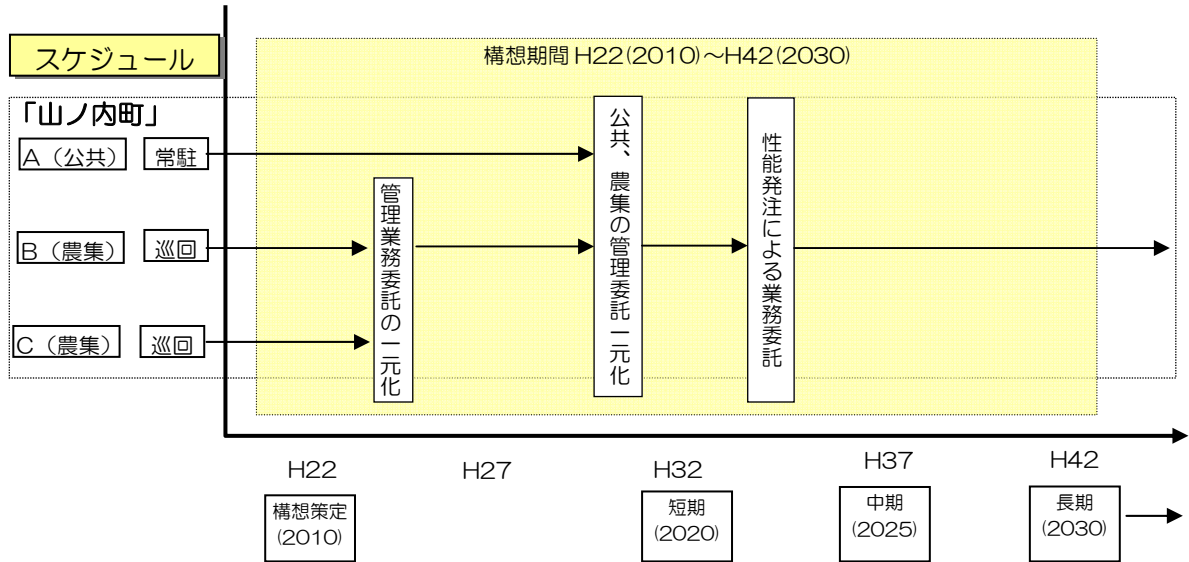 スケジュール
構想期間 H22(2010)～H42(2030)
「山ノ内町」
A（公共）
常駐
B（農集）
巡回
C（農集）
巡回
管理業務委託の一元化
公共、農集の管理委託一元化
性能発注による業務委託
H22
H27
H32
H37
H42
構想策定
(2010)
短期
(2020)
中期
(2025)
長期
(2030)